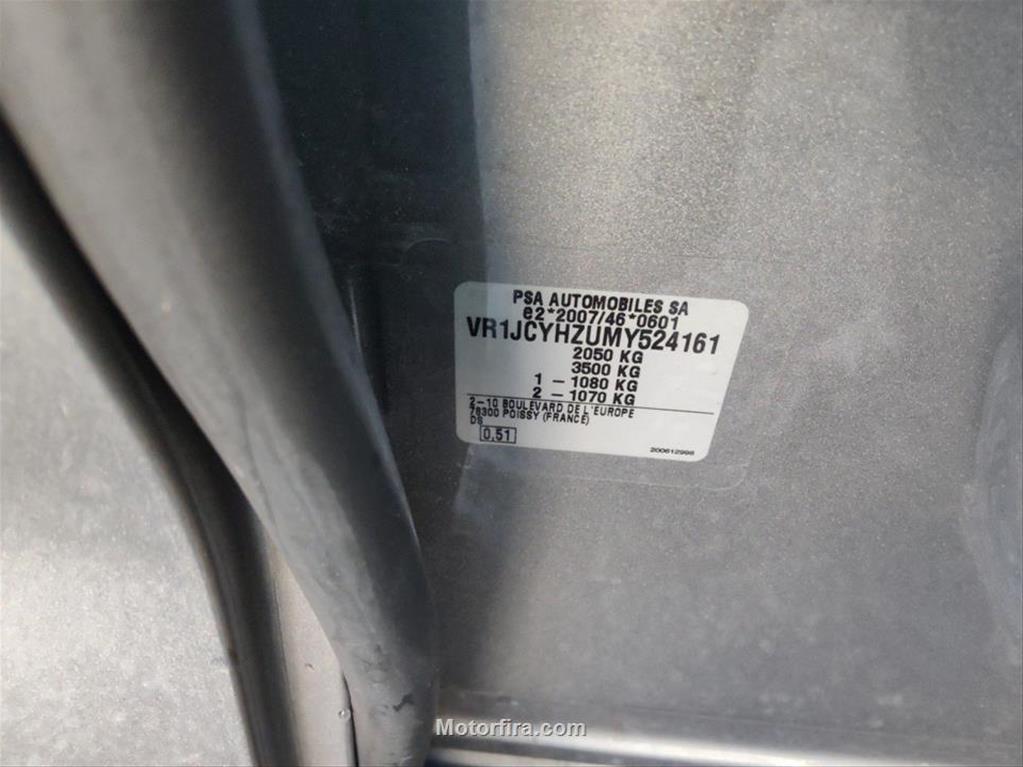 PSA AUTOMOBILES SA
e2*2007/46*0601
VR1JCYHZUMY524161
2050 KG
3500 KG
1 - 1080 KG
2 - 1070 KG
2-10 BOULEVARD DE L'EUROPE
78300 POISSY (FRANCE)
DS
0,51
200612998
Motorfira.com